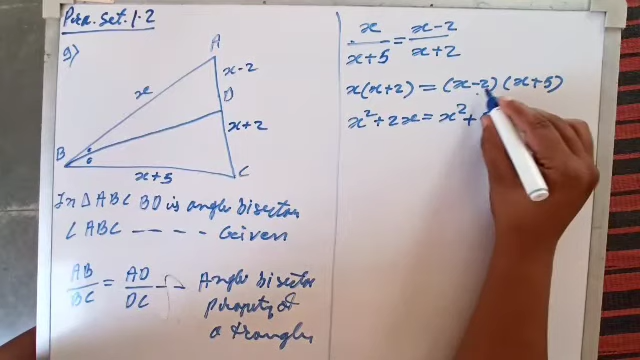 Pra. Set. 1.2
9)
A
x
x-2
D
x+2
B
x+5
C
In △ABC BD is angle bisector
∠ABC ---- Given
AB/BC = AD/DC -- Angle bisector
property of
a triangle
x/x+5 = x-2/x+2
x(x+2) = (x-2)(x+5)
x²+2x = x²+